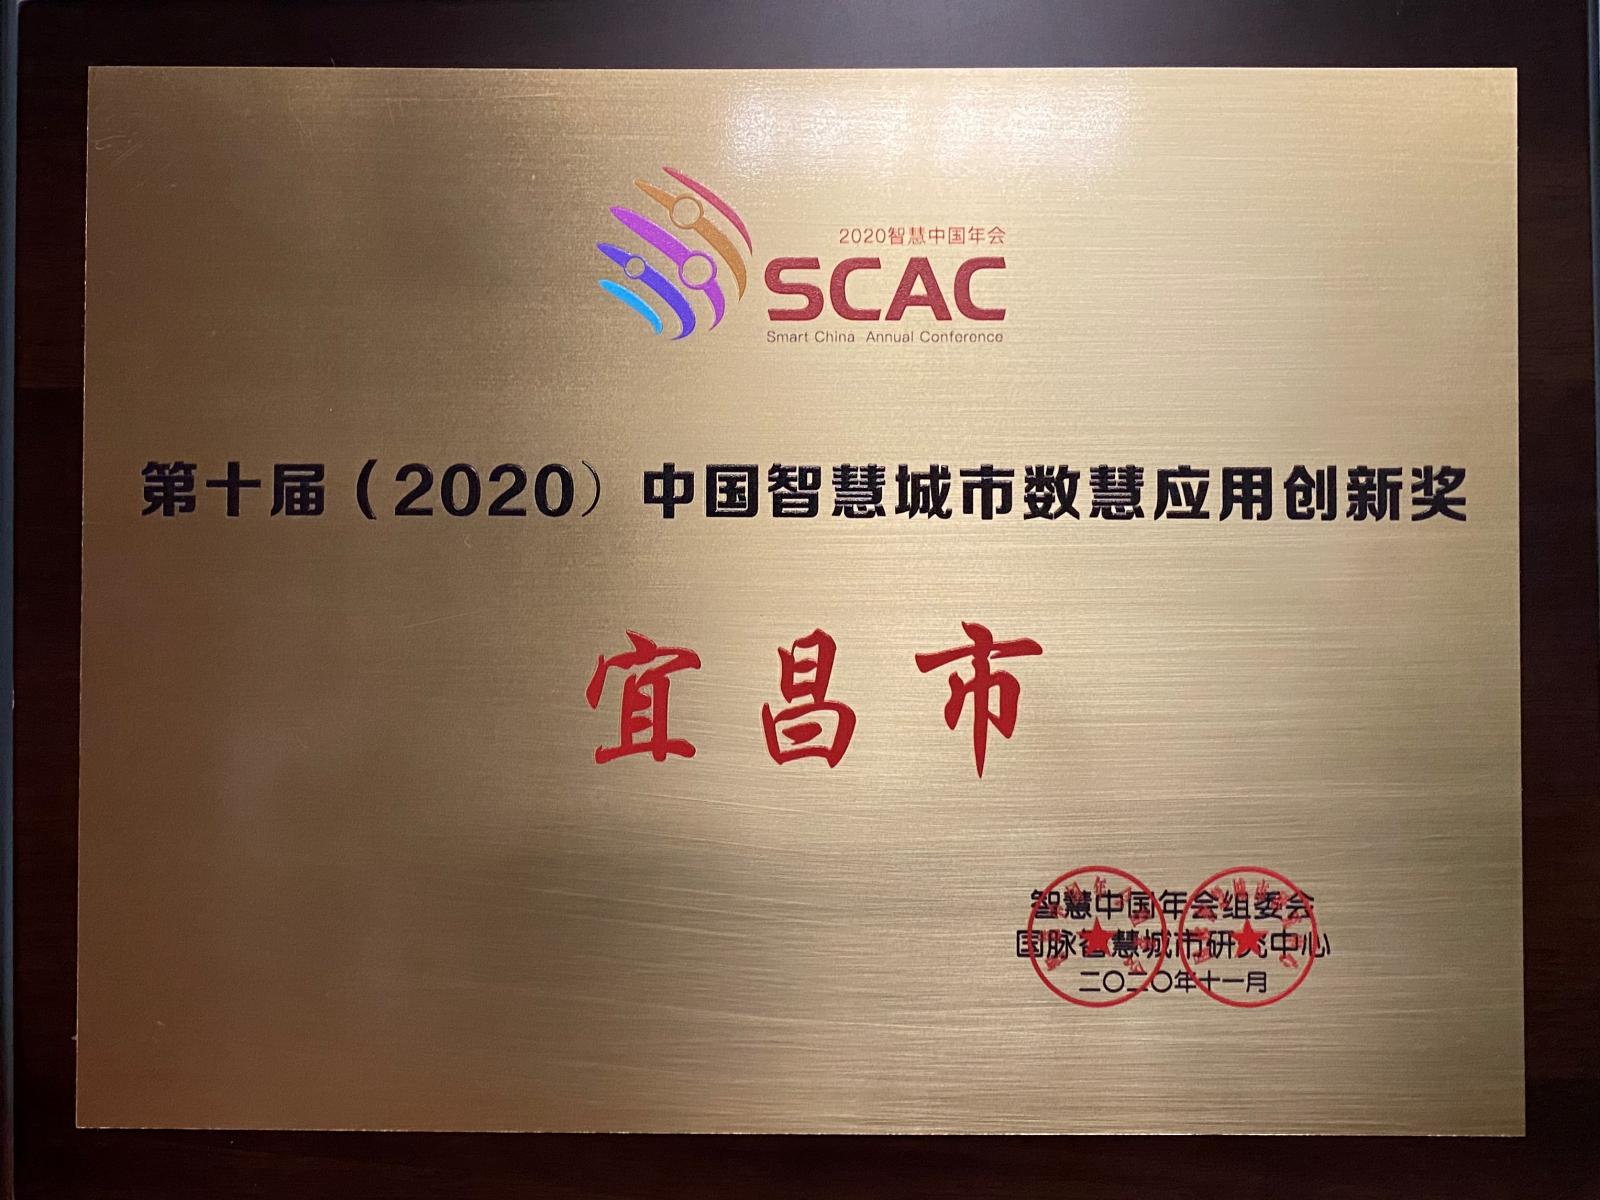 2020智慧中国年会
SCAC
Smart China Annual Conference
第十届（2020）中国智慧城市数慧应用创新奖
宜昌市
智慧中国年会组委会
国脉智慧城市研究中心
二〇二〇年十一月